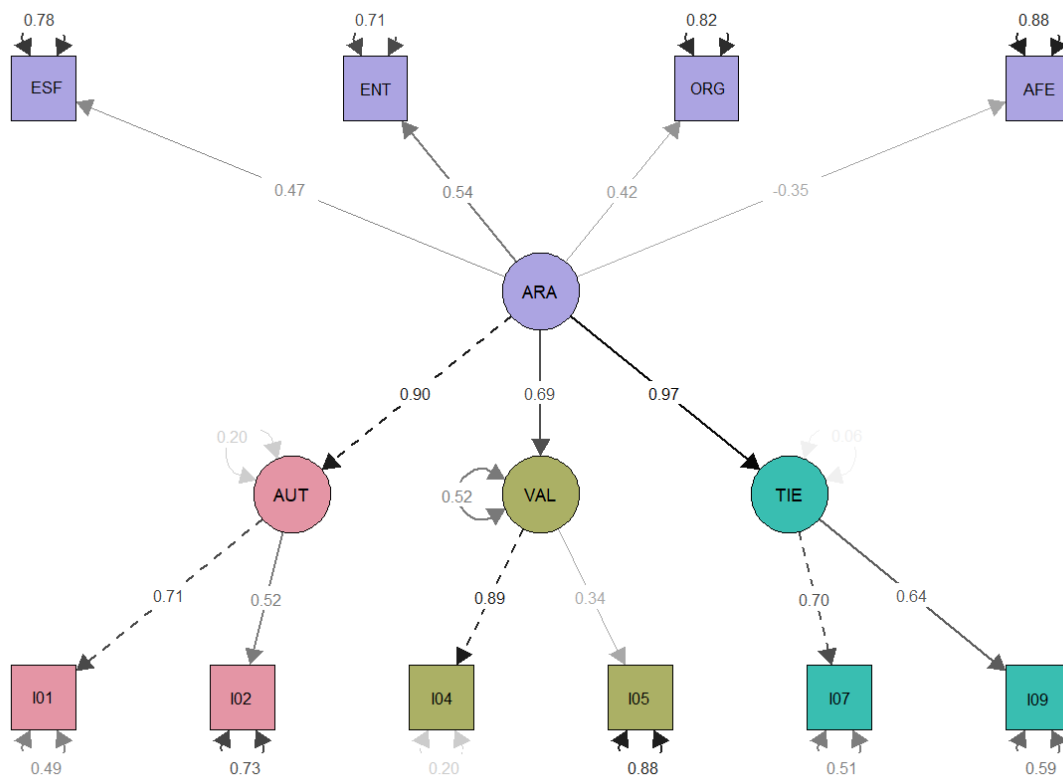 0.78 0.71 0.82 0.88
ESF ENT ORG AFE
0.47 0.54 0.42 -0.35
ARA
0.90 0.69 0.97
0.20 0.52 0.06
AUT VAL TIE
0.71 0.52 0.89 0.34 0.70 0.64
I01 I02 I04 I05 I07 I09
0.49 0.73 0.20 0.88 0.51 0.59